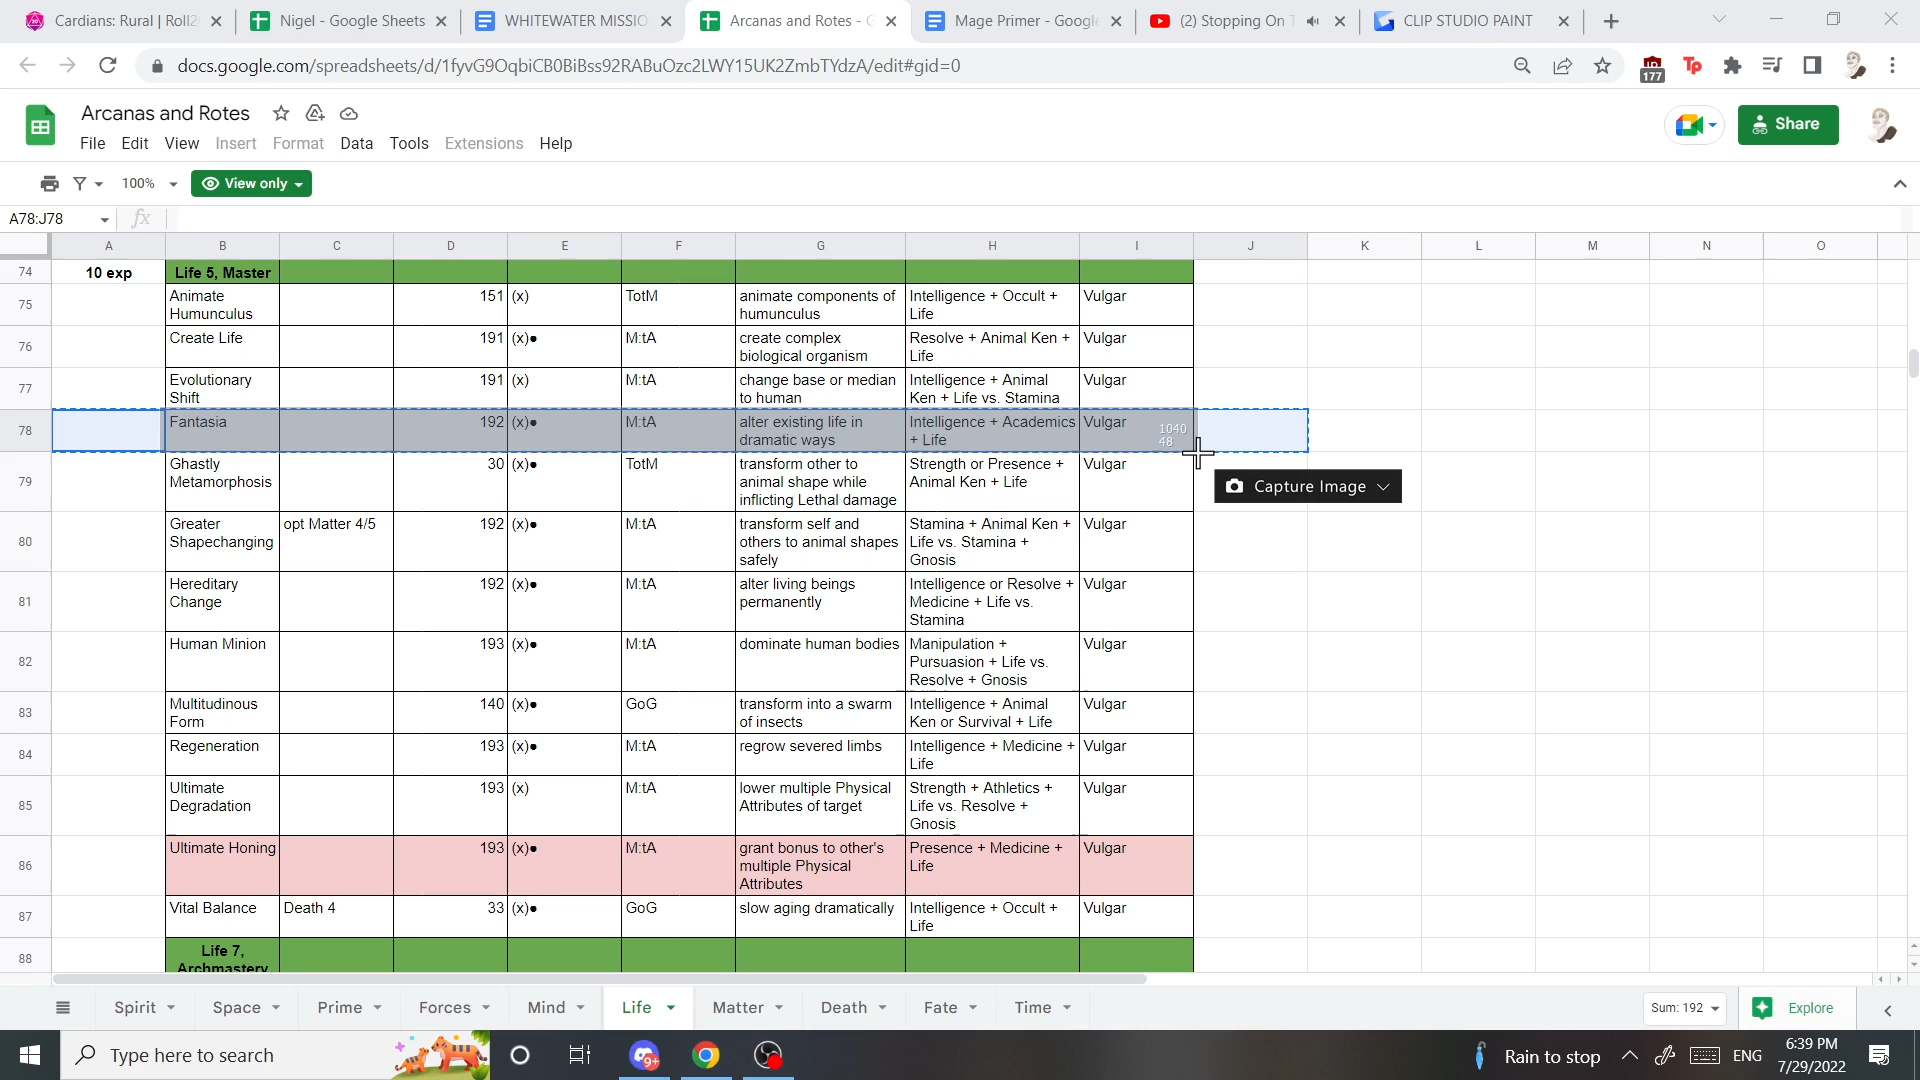 Cardians: Rural | Roll2
Nigel - Google Sheets
WHITEWATER MISSIO
Arcanas and Rotes - G
Mage Primer - Google
(2) Stopping On T
CLIP STUDIO PAINT
docs.google.com/spreadsheets/d/1fyvG9OqbiCB0BiBss92RABuOzc2LWY15UK2ZmbTYdzA/edit#gid=0
177
Tp
Arcanas and Rotes
File Edit View Insert Format Data Tools Extensions Help
Share
100%
View only
A78:J78
fx
A B C D E F G H I J K L M N O
74 10 exp Life 5, Master
75 Animate Humunculus 151 (x) TotM animate components of humunculus Intelligence + Occult + Life Vulgar
76 Create Life 191 (x)● M:tA create complex biological organism Resolve + Animal Ken + Life Vulgar
77 Evolutionary Shift 191 (x) M:tA change base or median to human Intelligence + Animal Ken + Life vs. Stamina Vulgar
78 Fantasia 192 (x)● M:tA alter existing life in dramatic ways Intelligence + Academics + Life Vulgar
1040
48
Capture Image
79 Ghastly Metamorphosis 30 (x)● TotM transform other to animal shape while inflicting Lethal damage Strength or Presence + Animal Ken + Life Vulgar
80 Greater Shapechanging opt Matter 4/5 192 (x)● M:tA transform self and others to animal shapes safely Stamina + Animal Ken + Life vs. Stamina + Gnosis Vulgar
81 Hereditary Change 192 (x)● M:tA alter living beings permanently Intelligence or Resolve + Medicine + Life vs. Stamina Vulgar
82 Human Minion 193 (x)● M:tA dominate human bodies Manipulation + Pursuasion + Life vs. Resolve + Gnosis Vulgar
83 Multitudinous Form 140 (x)● GoG transform into a swarm of insects Intelligence + Animal Ken or Survival + Life Vulgar
84 Regeneration 193 (x)● M:tA regrow severed limbs Intelligence + Medicine + Life Vulgar
85 Ultimate Degradation 193 (x) M:tA lower multiple Physical Attributes of target Strength + Athletics + Life vs. Resolve + Gnosis Vulgar
86 Ultimate Honing 193 (x)● M:tA grant bonus to other's multiple Physical Attributes Presence + Medicine + Life Vulgar
87 Vital Balance Death 4 33 (x)● GoG slow aging dramatically Intelligence + Occult + Life Vulgar
88 Life 7, Archmastery
Spirit Space Prime Forces Mind Life Matter Death Fate Time
Sum: 192
Explore
Type here to search
9+
Rain to stop
ENG
6:39 PM
7/29/2022